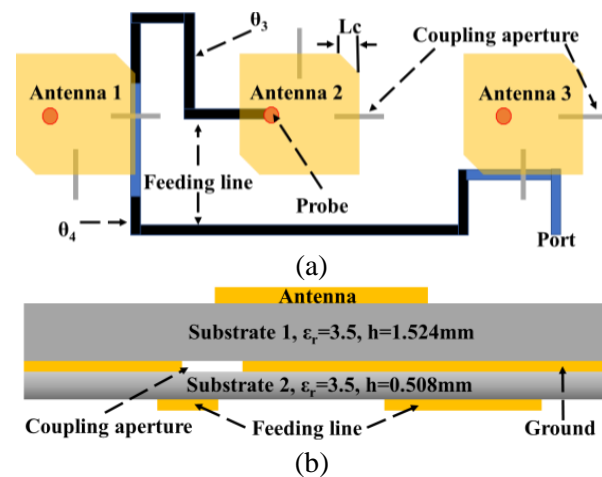 θ3
Lc
Coupling aperture
Antenna 1
Antenna 2
Antenna 3
Feeding line
Probe
θ4
Port
(a)
Antenna
Substrate 1, εr=3.5, h=1.524mm
Substrate 2, εr=3.5, h=0.508mm
Coupling aperture
Feeding line
Ground
(b)